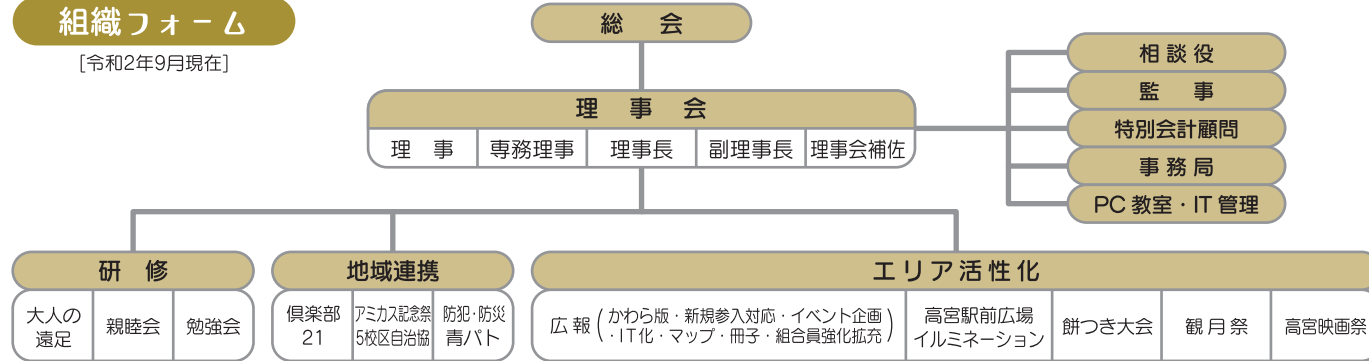 組織フォーム
[令和2年9月現在]
総　会
理　事　会
理　事
専務理事
理事長
副理事長
理事会補佐
相談役
監　事
特別会計顧問
事務局
PC教室・IT管理
研　修
大人の
遠足
親睦会
勉強会
地域連携
倶楽部
21
アミカス記念祭
5校区自治協
防犯・防災
青パト
エリア活性化
広報(かわら版・新規参入対応・イベント企画
・IT化・マップ・冊子・組合員強化拡充)
高宮駅前広場
イルミネーション
餅つき大会
観月祭
高宮映画祭